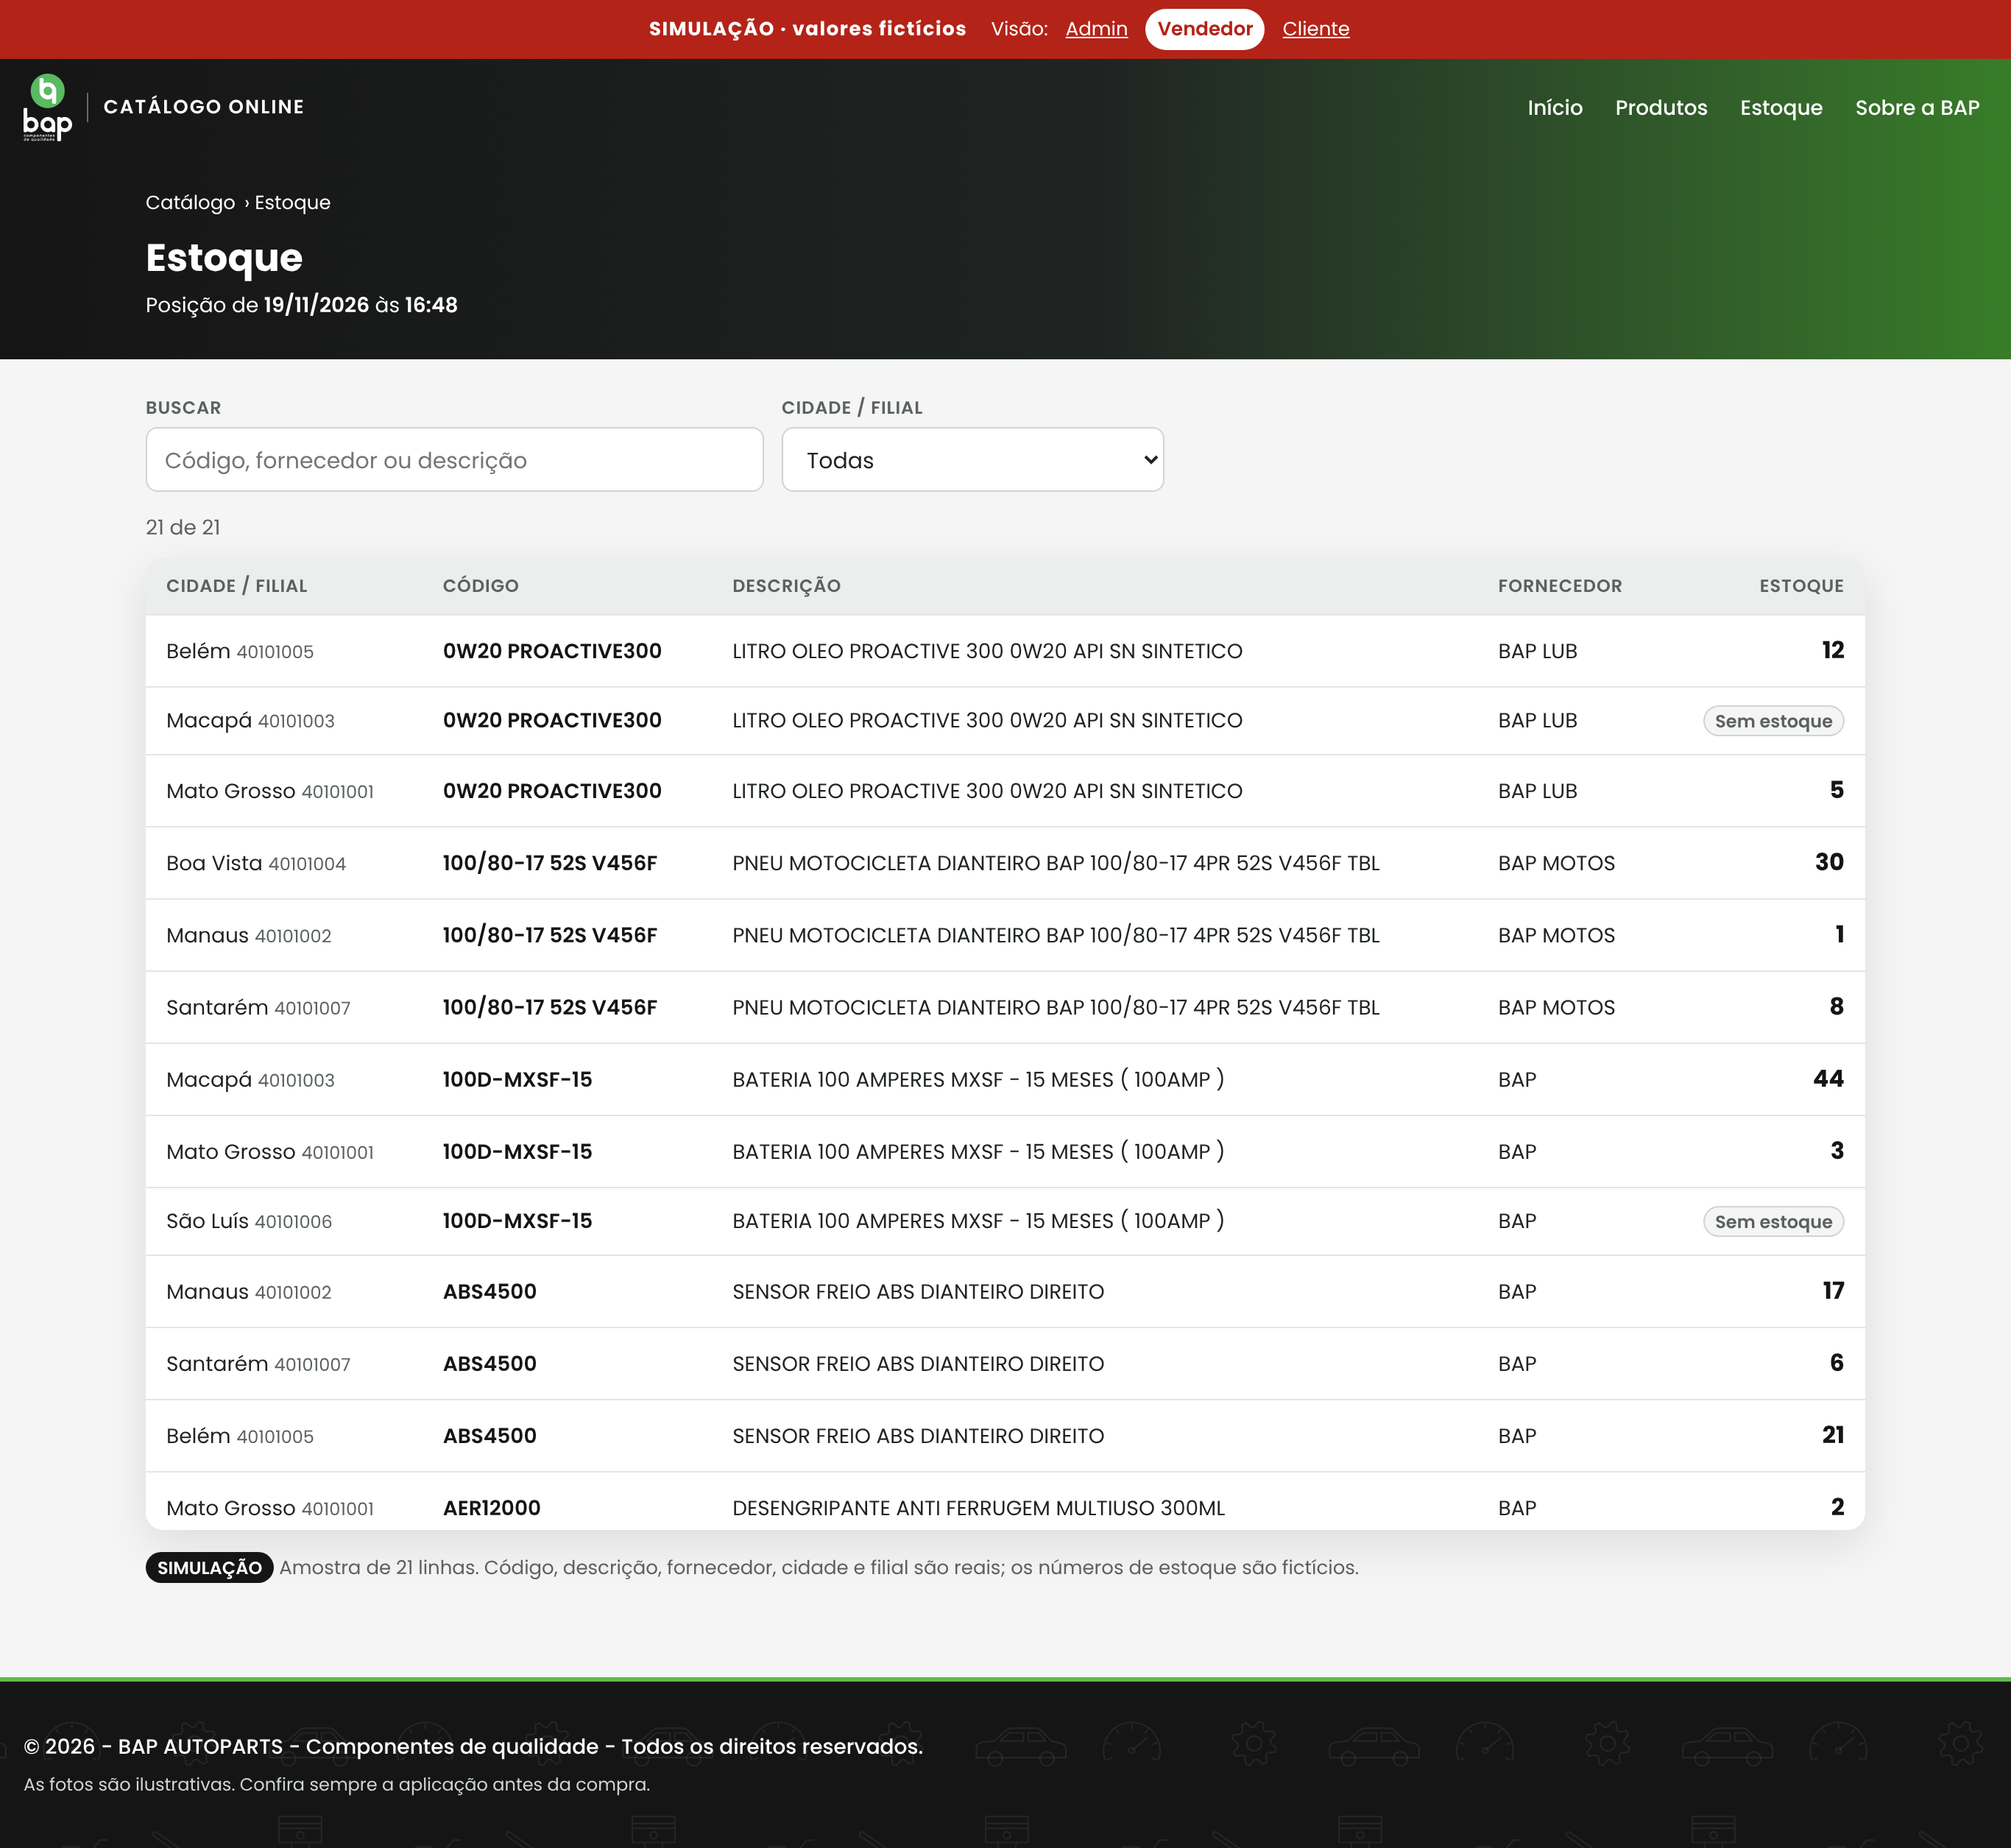 SIMULAÇÃO · valores fictícios Visão: Admin Vendedor Cliente
bap
componentes
de qualidade
CATÁLOGO ONLINE
Início Produtos Estoque Sobre a BAP
Catálogo › Estoque
Estoque
Posição de 19/11/2026 às 16:48
BUSCAR CIDADE / FILIAL
Código, fornecedor ou descrição Todas
21 de 21
CIDADE / FILIAL CÓDIGO DESCRIÇÃO FORNECEDOR ESTOQUE
Belém 40101005 0W20 PROACTIVE300 LITRO OLEO PROACTIVE 300 0W20 API SN SINTETICO BAP LUB 12
Macapá 40101003 0W20 PROACTIVE300 LITRO OLEO PROACTIVE 300 0W20 API SN SINTETICO BAP LUB Sem estoque
Mato Grosso 40101001 0W20 PROACTIVE300 LITRO OLEO PROACTIVE 300 0W20 API SN SINTETICO BAP LUB 5
Boa Vista 40101004 100/80-17 52S V456F PNEU MOTOCICLETA DIANTEIRO BAP 100/80-17 4PR 52S V456F TBL BAP MOTOS 30
Manaus 40101002 100/80-17 52S V456F PNEU MOTOCICLETA DIANTEIRO BAP 100/80-17 4PR 52S V456F TBL BAP MOTOS 1
Santarém 40101007 100/80-17 52S V456F PNEU MOTOCICLETA DIANTEIRO BAP 100/80-17 4PR 52S V456F TBL BAP MOTOS 8
Macapá 40101003 100D-MXSF-15 BATERIA 100 AMPERES MXSF - 15 MESES ( 100AMP ) BAP 44
Mato Grosso 40101001 100D-MXSF-15 BATERIA 100 AMPERES MXSF - 15 MESES ( 100AMP ) BAP 3
São Luís 40101006 100D-MXSF-15 BATERIA 100 AMPERES MXSF - 15 MESES ( 100AMP ) BAP Sem estoque
Manaus 40101002 ABS4500 SENSOR FREIO ABS DIANTEIRO DIREITO BAP 17
Santarém 40101007 ABS4500 SENSOR FREIO ABS DIANTEIRO DIREITO BAP 6
Belém 40101005 ABS4500 SENSOR FREIO ABS DIANTEIRO DIREITO BAP 21
Mato Grosso 40101001 AER12000 DESENGRIPANTE ANTI FERRUGEM MULTIUSO 300ML BAP 2
SIMULAÇÃO Amostra de 21 linhas. Código, descrição, fornecedor, cidade e filial são reais; os números de estoque são fictícios.
© 2026 - BAP AUTOPARTS - Componentes de qualidade - Todos os direitos reservados.
As fotos são ilustrativas. Confira sempre a aplicação antes da compra.